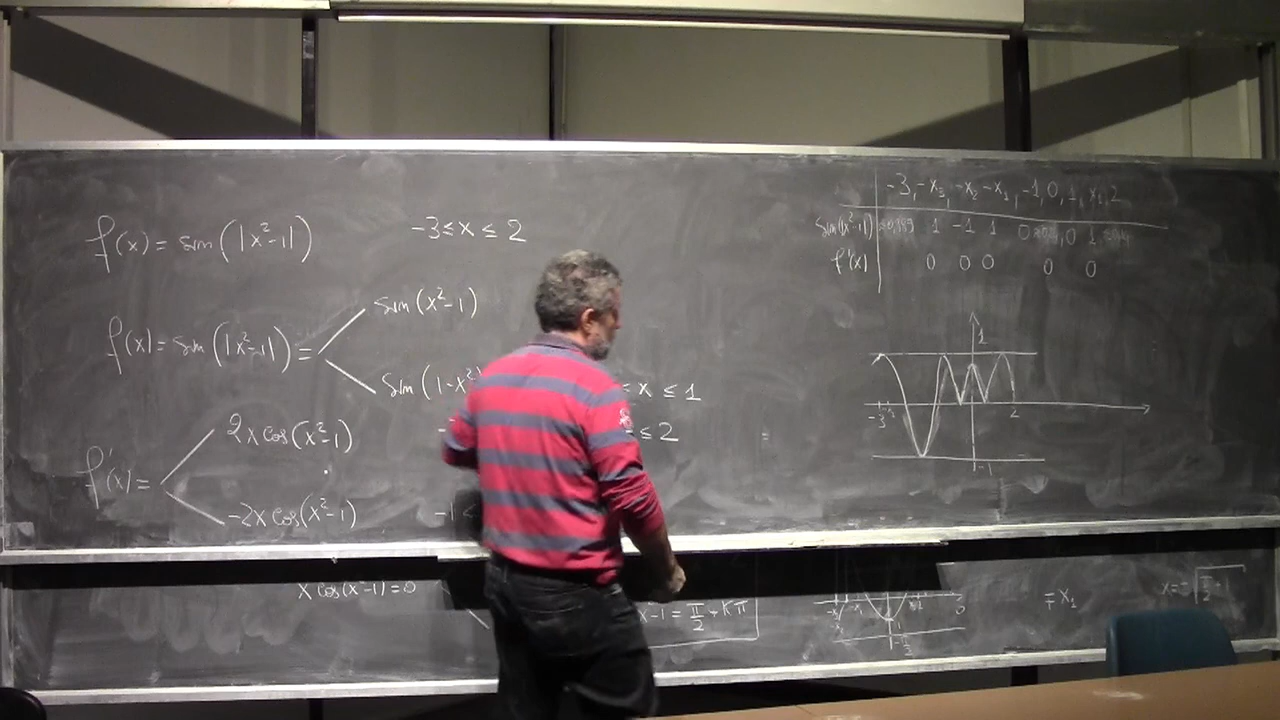 f(x) = sin(|x²-1|) -3≤x≤2
f(x) = sin(|x²-1|) =
sin(x²-1)
sin(1-x²) ≤ x ≤ 1
f'(x) =
2x cos(x²-1) ≤ 2
-2x cos(x²-1) -1<
x cos(x²-1)=0
x²-1 = π/2 + Kπ
-3, -x₃, -x₂ -x₁, -1, 0, 1, x₁, 2
sin(|x²-1|) 1 -1 1 0 0 1
f'(x) 0 0 0 0 0
1
-3 2
-1
= x₁